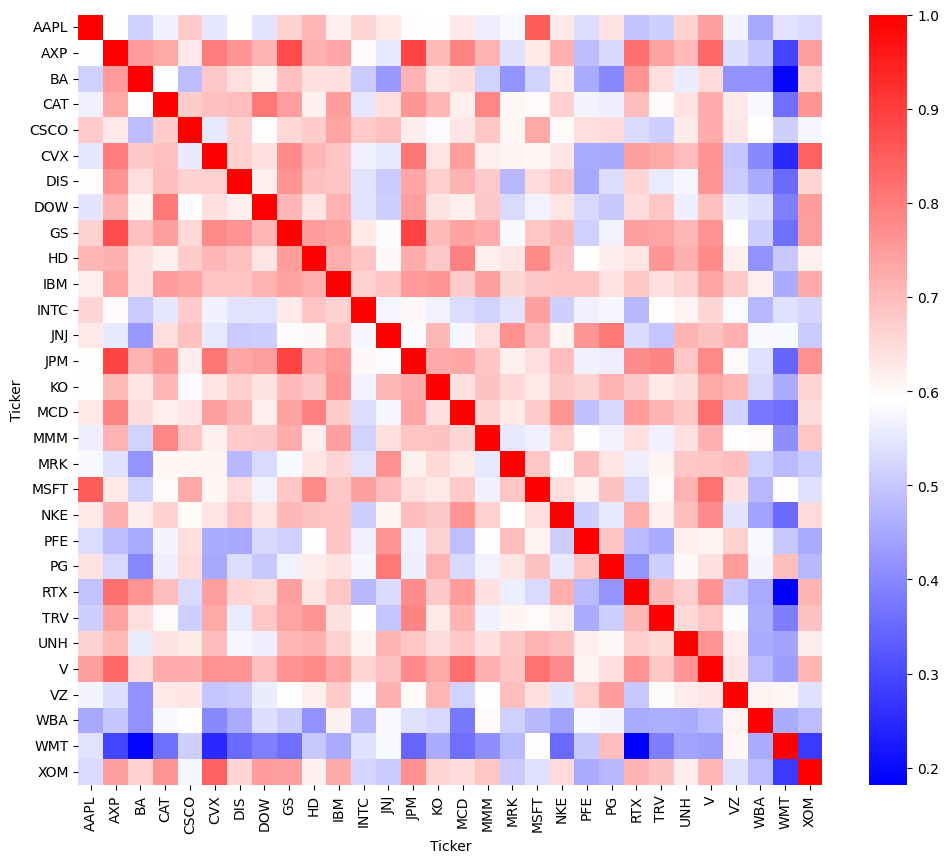 Ticker
AAPL
AXP
BA
CAT
CSCO
CVX
DIS
DOW
GS
HD
IBM
INTC
JNJ
JPM
KO
MCD
MMM
MRK
MSFT
NKE
PFE
PG
RTX
TRV
UNH
V
VZ
WBA
WMT
XOM
AAPL
AXP
BA
CAT
CSCO
CVX
DIS
DOW
GS
HD
IBM
INTC
JNJ
JPM
KO
MCD
MMM
MRK
MSFT
NKE
PFE
PG
RTX
TRV
UNH
V
VZ
WBA
WMT
XOM
Ticker
1.0
0.9
0.8
0.7
0.6
0.5
0.4
0.3
0.2